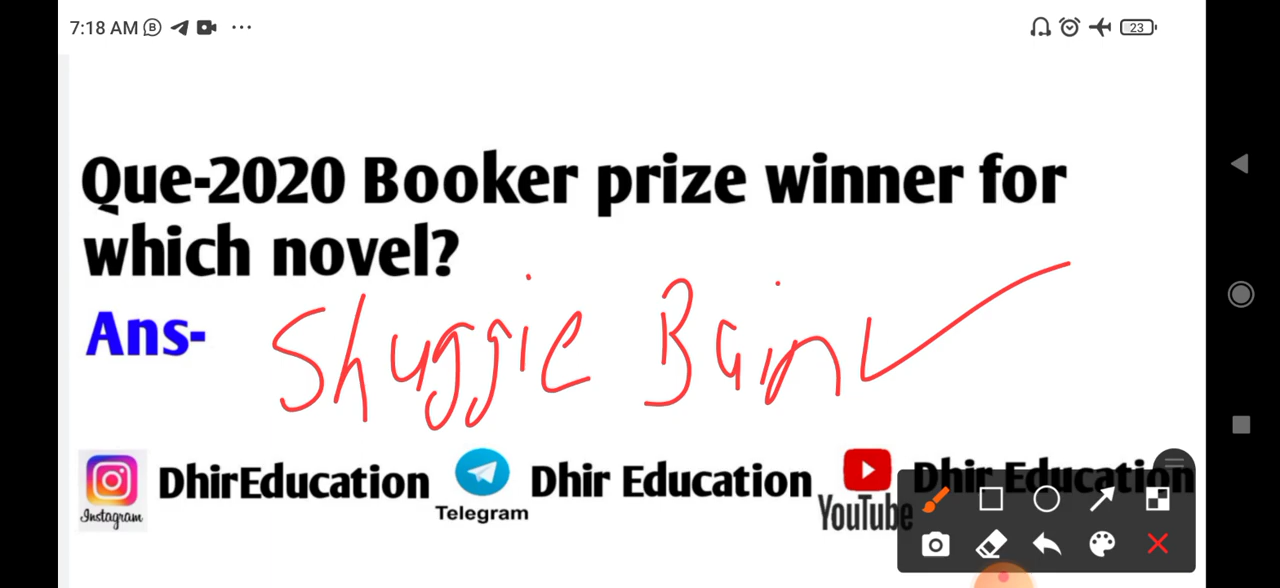 7:18 AM
23
Que-2020 Booker prize winner for
which novel?
Ans- Shuggie Bain
DhirEducation Dhir Education Dhir Education
Instagram Telegram YouTube